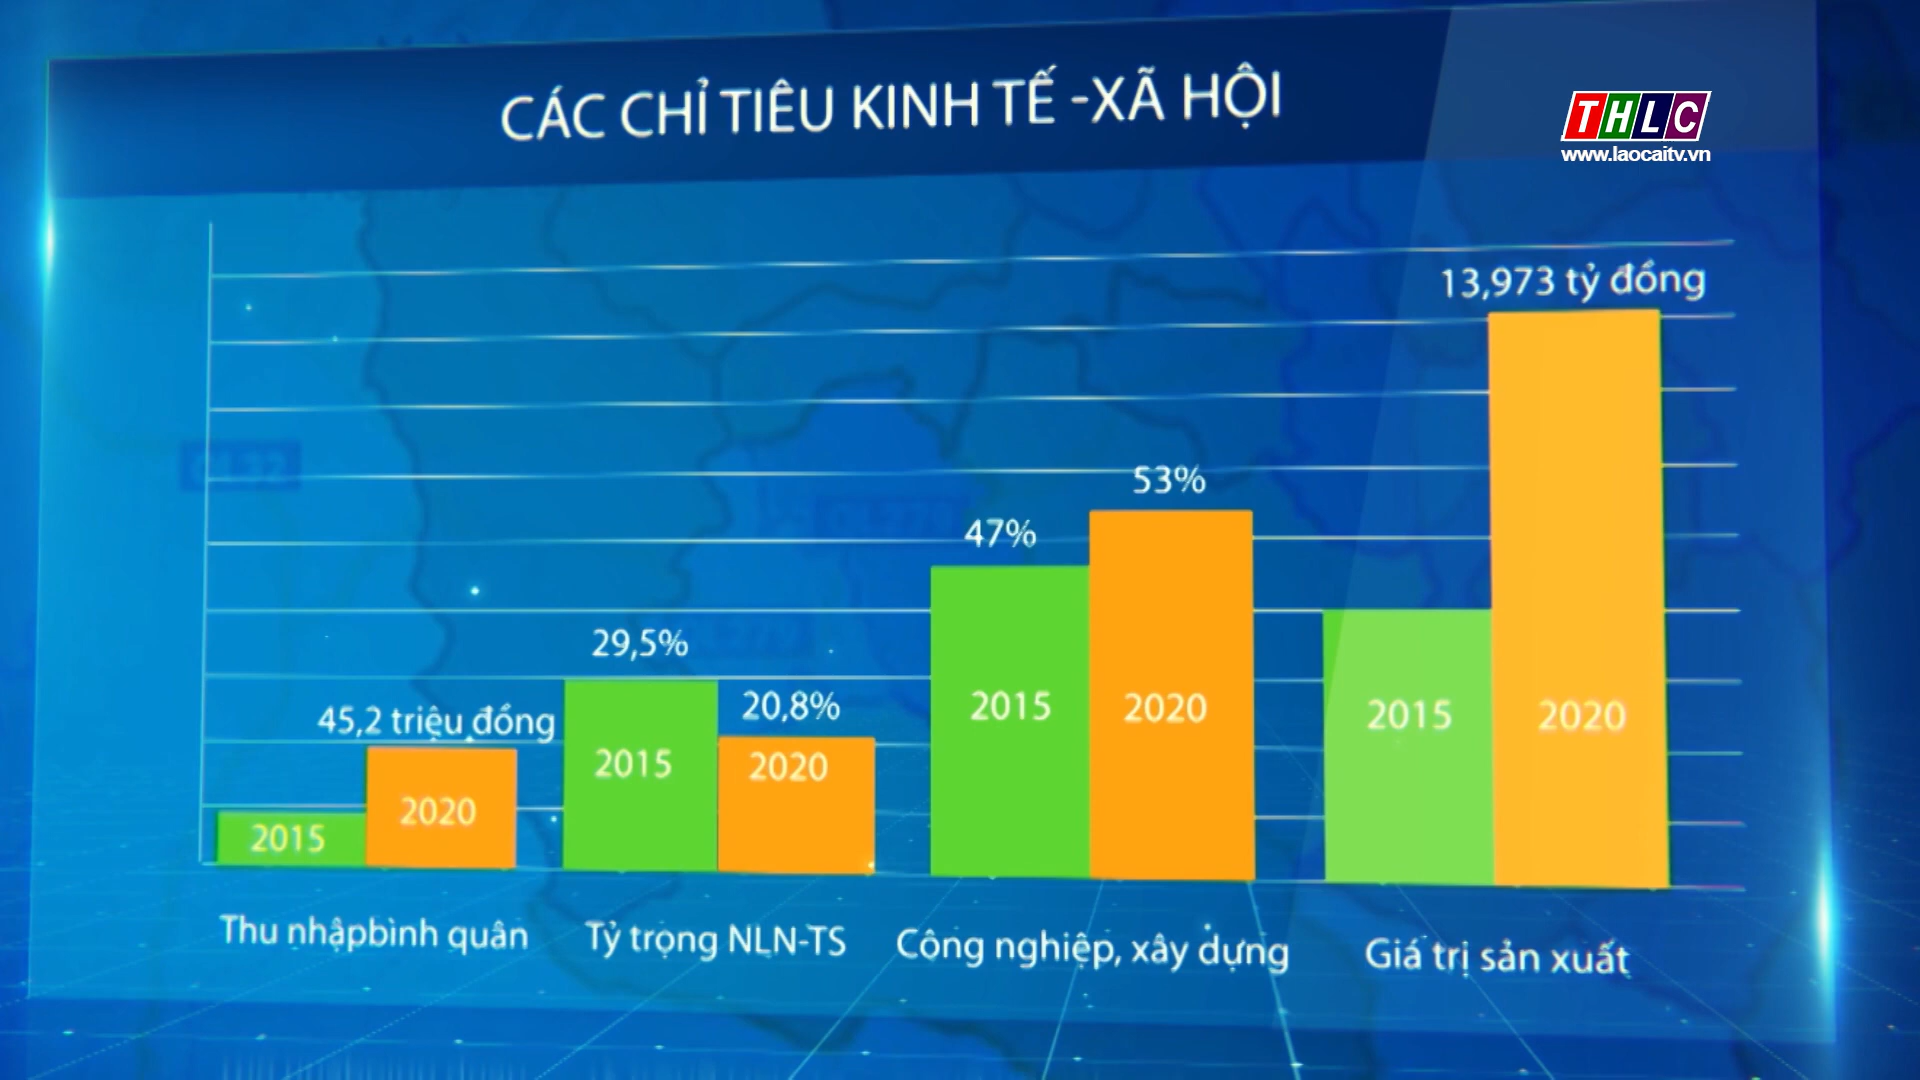 CÁC CHỈ TIÊU KINH TẾ -XÃ HỘI
THLC
www.laocaitv.vn
13,973 tỷ đồng
53%
47%
29,5%
20,8%
45,2 triệu đồng
2015
2020
2015
2020
2015
2020
2015
2020
Thu nhậpbình quân
Tỷ trọng NLN-TS
Công nghiệp, xây dựng
Giá trị sản xuất